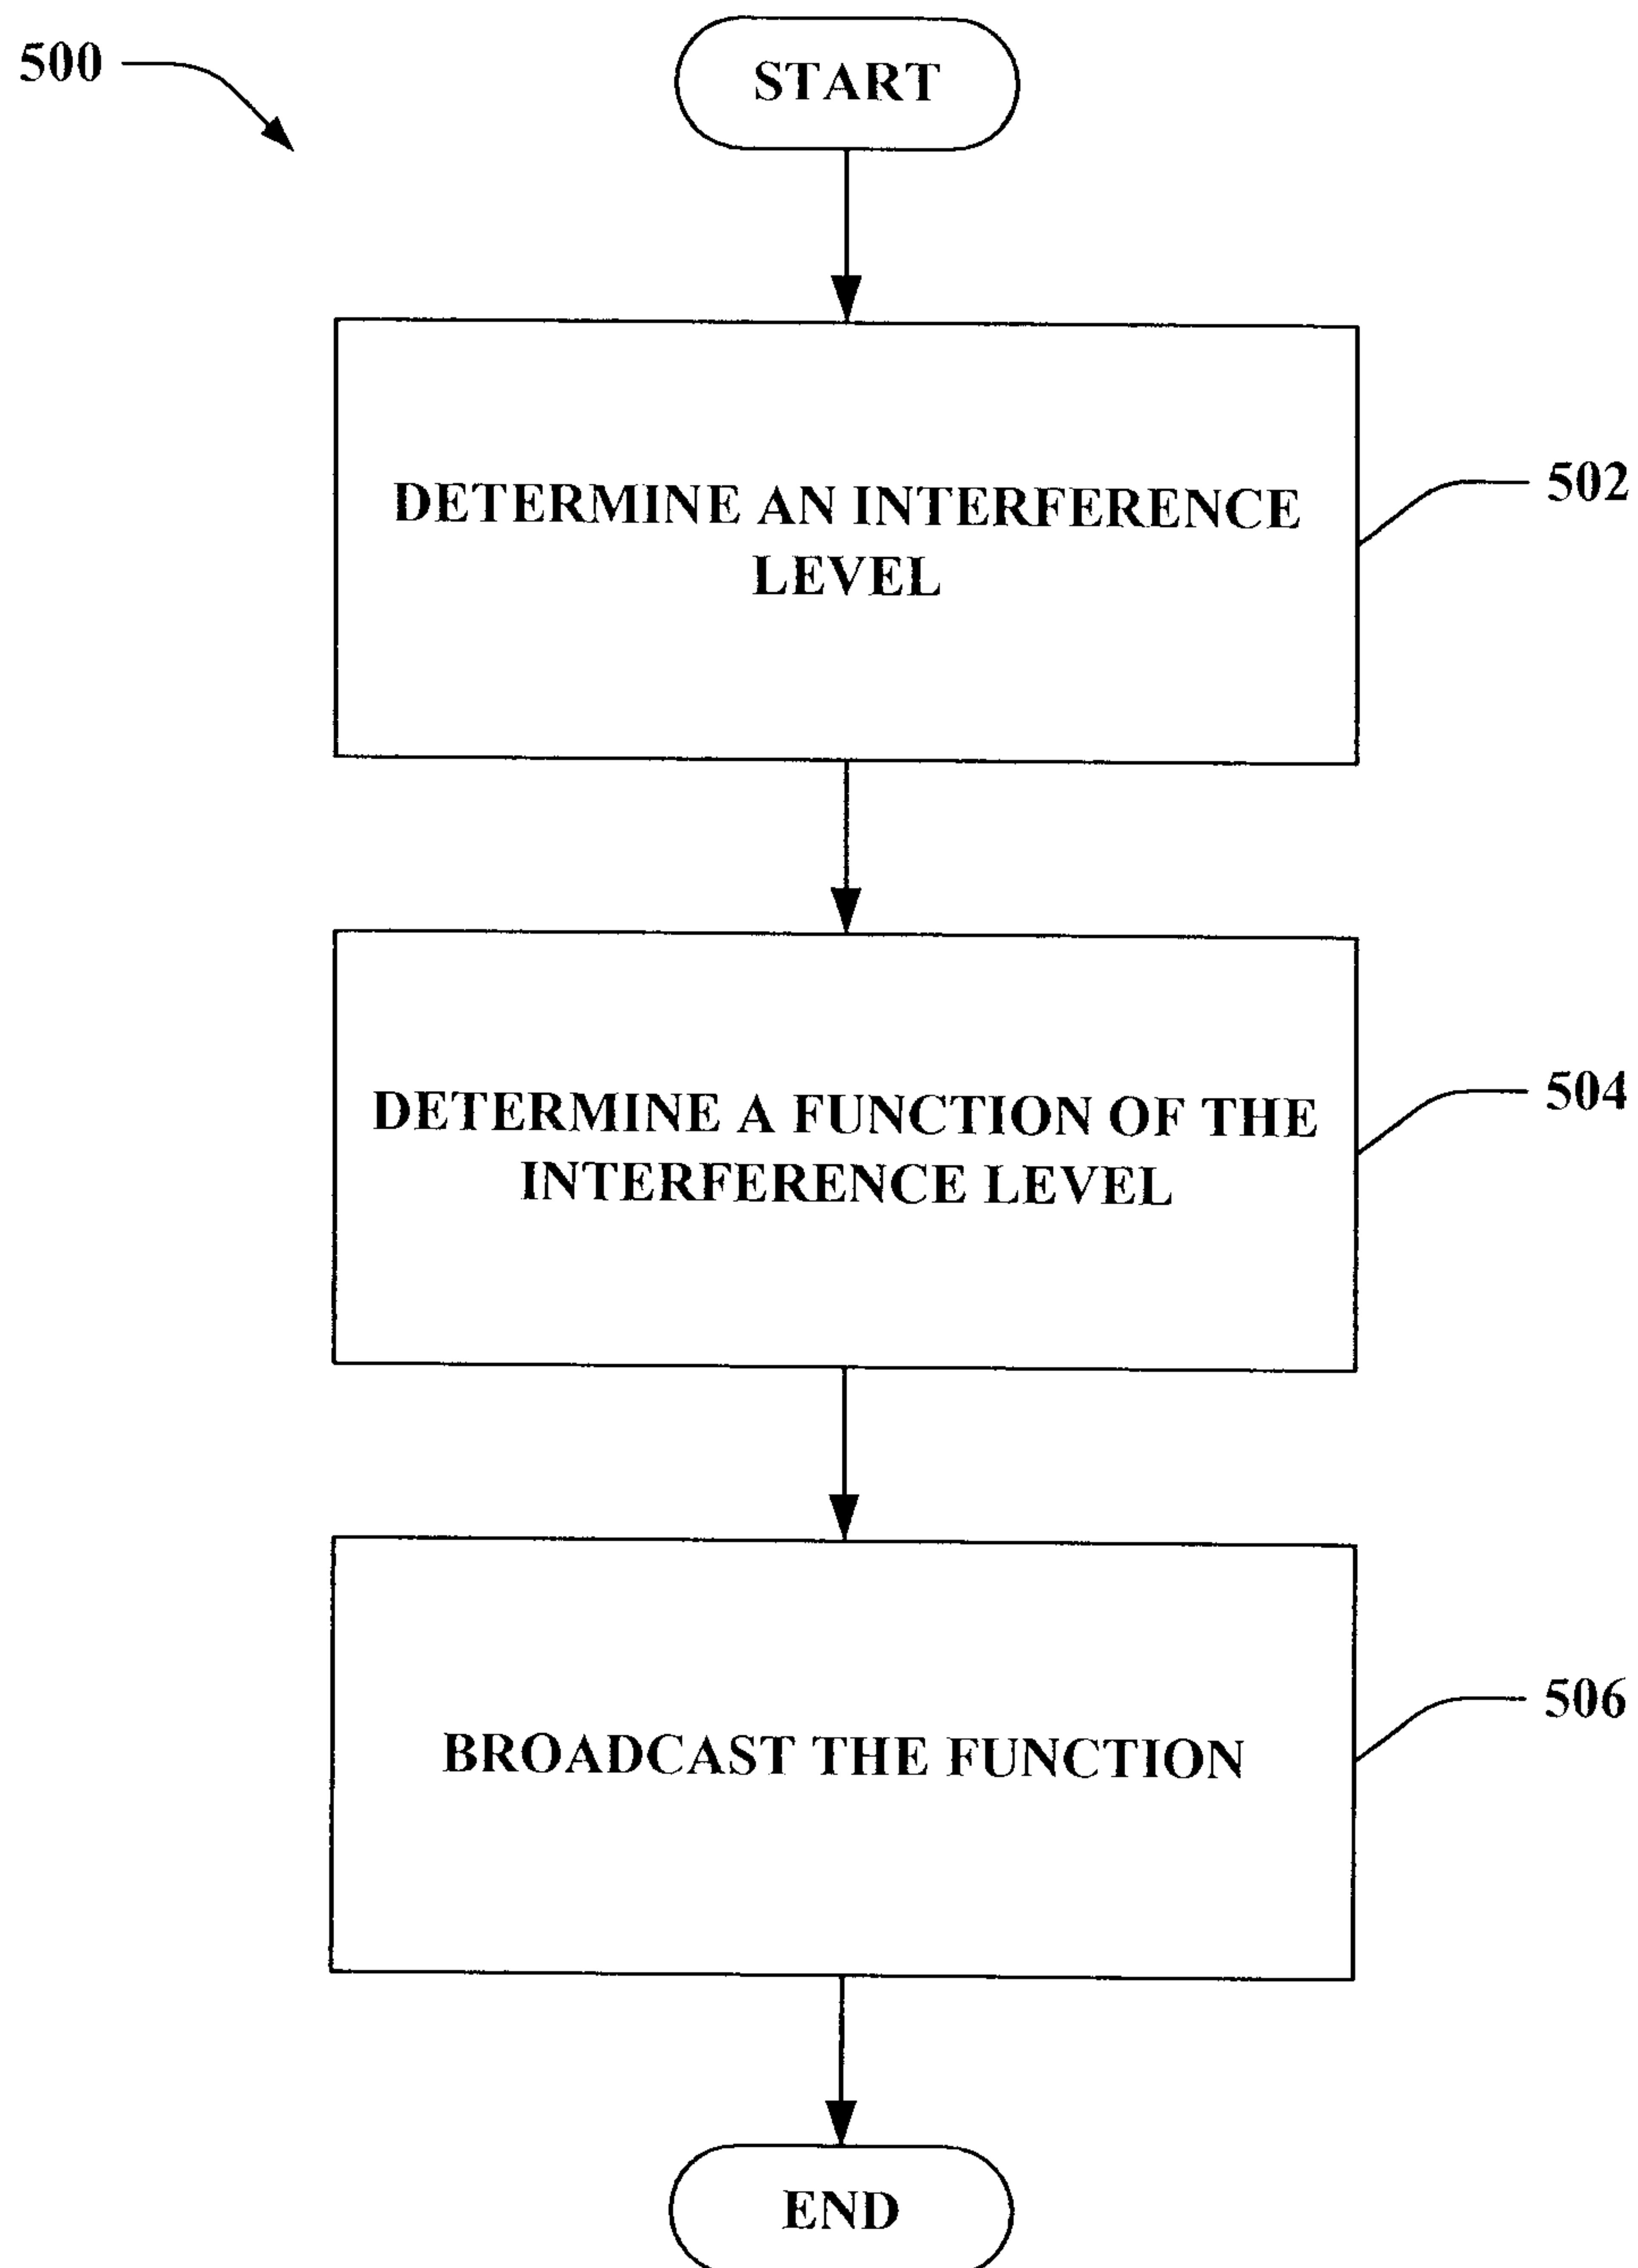 500
START
DETERMINE AN INTERFERENCE
LEVEL
502
DETERMINE A FUNCTION OF THE
INTERFERENCE LEVEL
504
BROADCAST THE FUNCTION
506
END